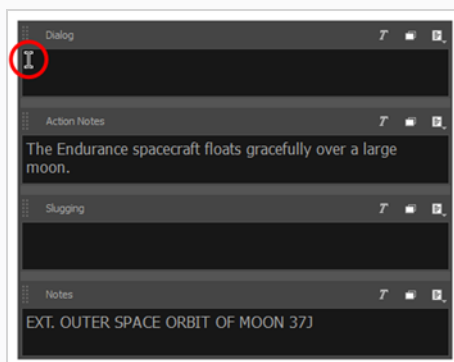 Dialog
Action Notes
The Endurance spacecraft floats gracefully over a large
moon.
Slugging
Notes
EXT. OUTER SPACE ORBIT OF MOON 37J